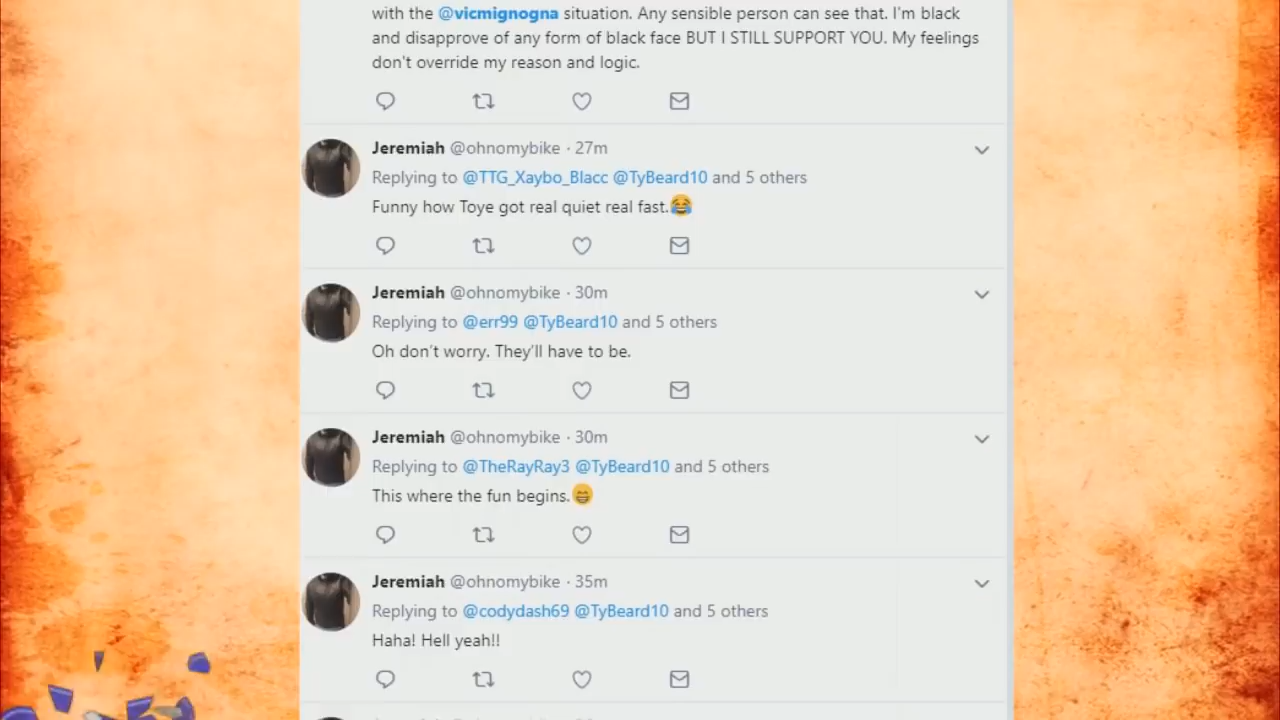 with the @vicmignogna situation. Any sensible person can see that. I'm black
and disapprove of any form of black face BUT I STILL SUPPORT YOU. My feelings
don't override my reason and logic.
Jeremiah @ohnomybike · 27m
Replying to @TTG_Xaybo_Blacc @TyBeard10 and 5 others
Funny how Toye got real quiet real fast.😂
Jeremiah @ohnomybike · 30m
Replying to @err99 @TyBeard10 and 5 others
Oh don't worry. They'll have to be.
Jeremiah @ohnomybike · 30m
Replying to @TheRayRay3 @TyBeard10 and 5 others
This where the fun begins.😁
Jeremiah @ohnomybike · 35m
Replying to @codydash69 @TyBeard10 and 5 others
Haha! Hell yeah!!